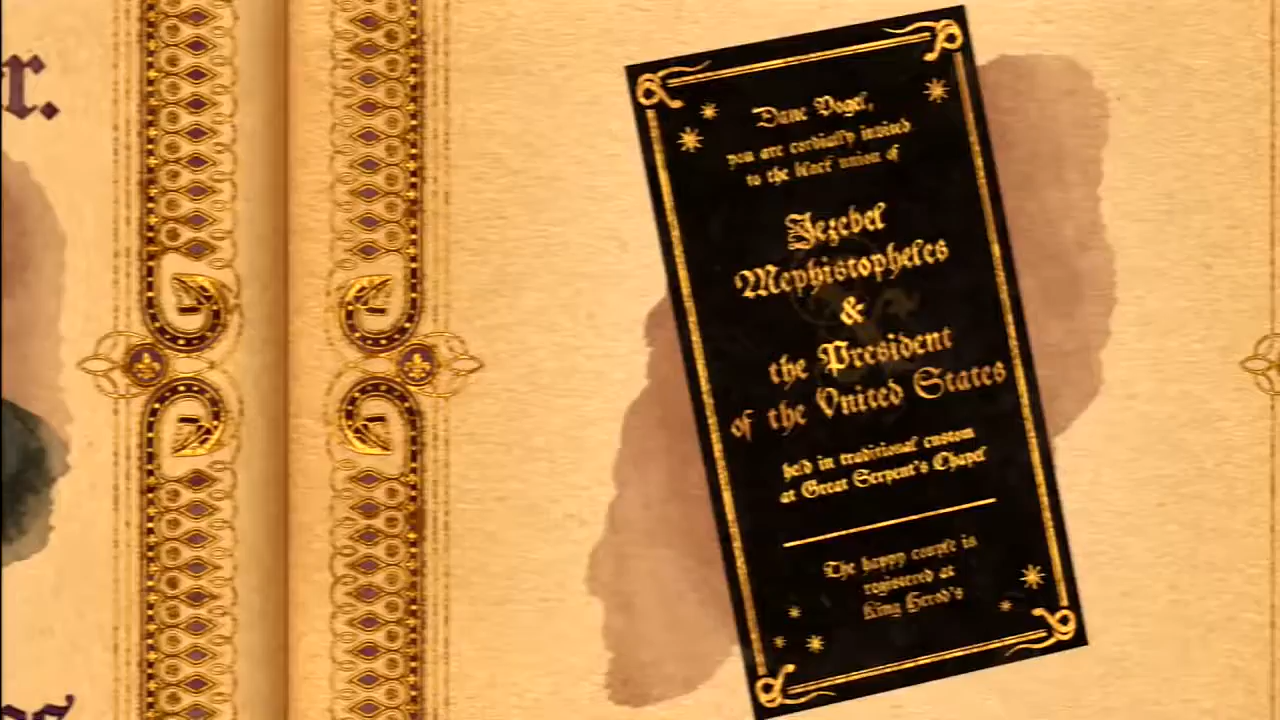 r.
Dane Vogel,
you are cordially invited
to the black union of
Jezebel
Mephistopheles
&
the President
of the Vnited States
held in traditional custom
at Great Serpent's Chapel
The happy couple is
registered at
King Herod's